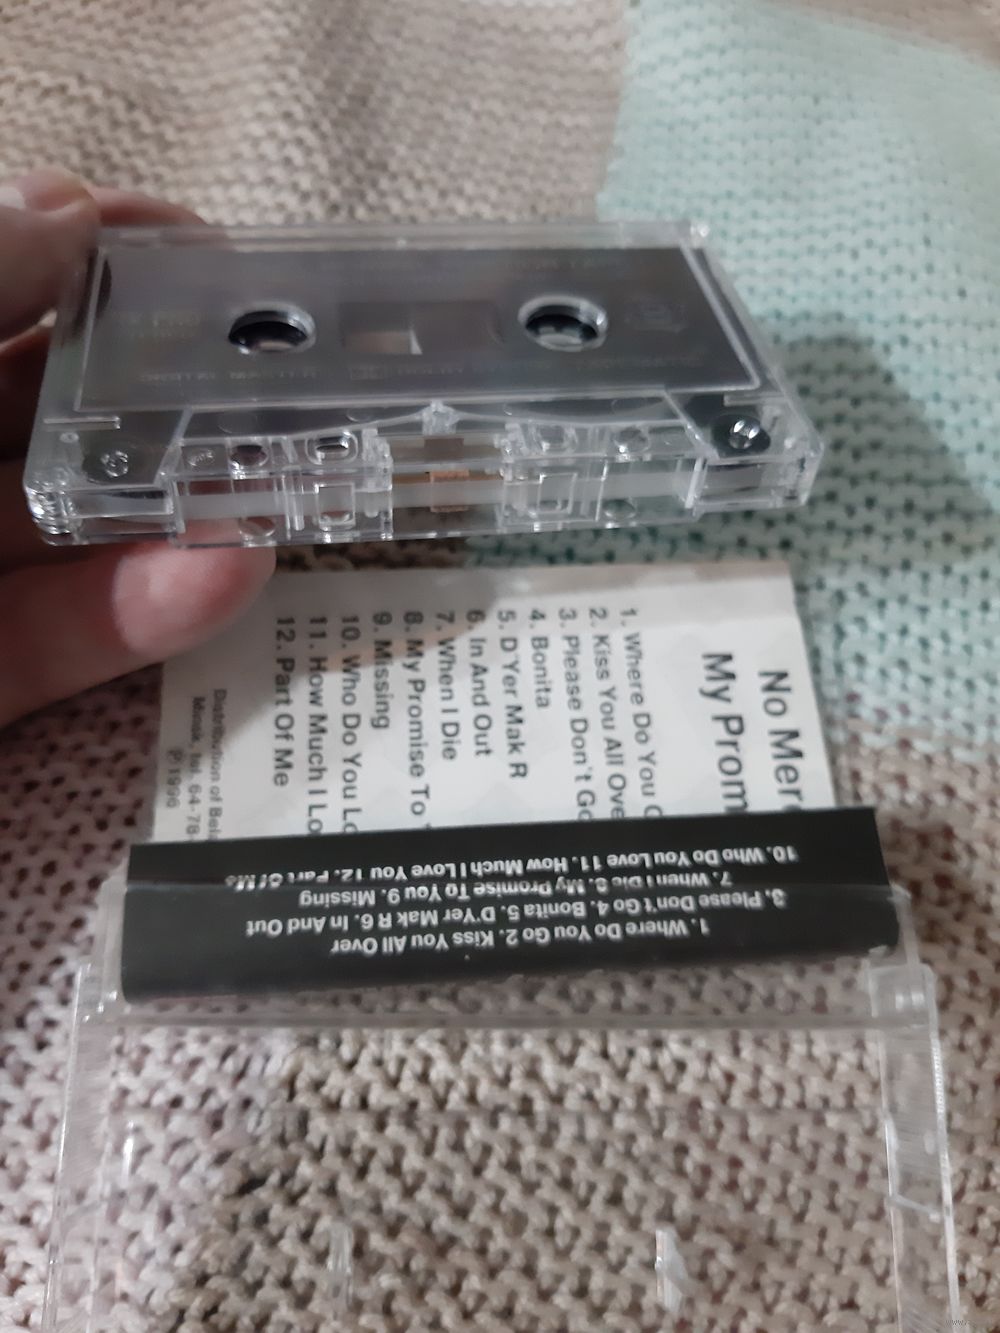 No Merc
My Prom
1. Where Do You G
2. Kiss You All Ove
3. Please Don't Go
4. Bonita
5. D'Yer Mak R
6. In And Out
7. When I Die
8. My Promise To
9. Missing
10. Who Do You Lo
11. How Much I Lo
12. Part Of Me
Distribution of Bela
Minsk, tel. 64-78-
℗ 1996
1. Where Do You Go 2. Kiss You All Over
3. Please Don't Go 4. Bonita 5. D'Yer Mak R 6. In And Out
7. When I Die 8. My Promise To You 9. Missing
10. Who Do You Love 11. How Much I Love You 12. Part Of Me